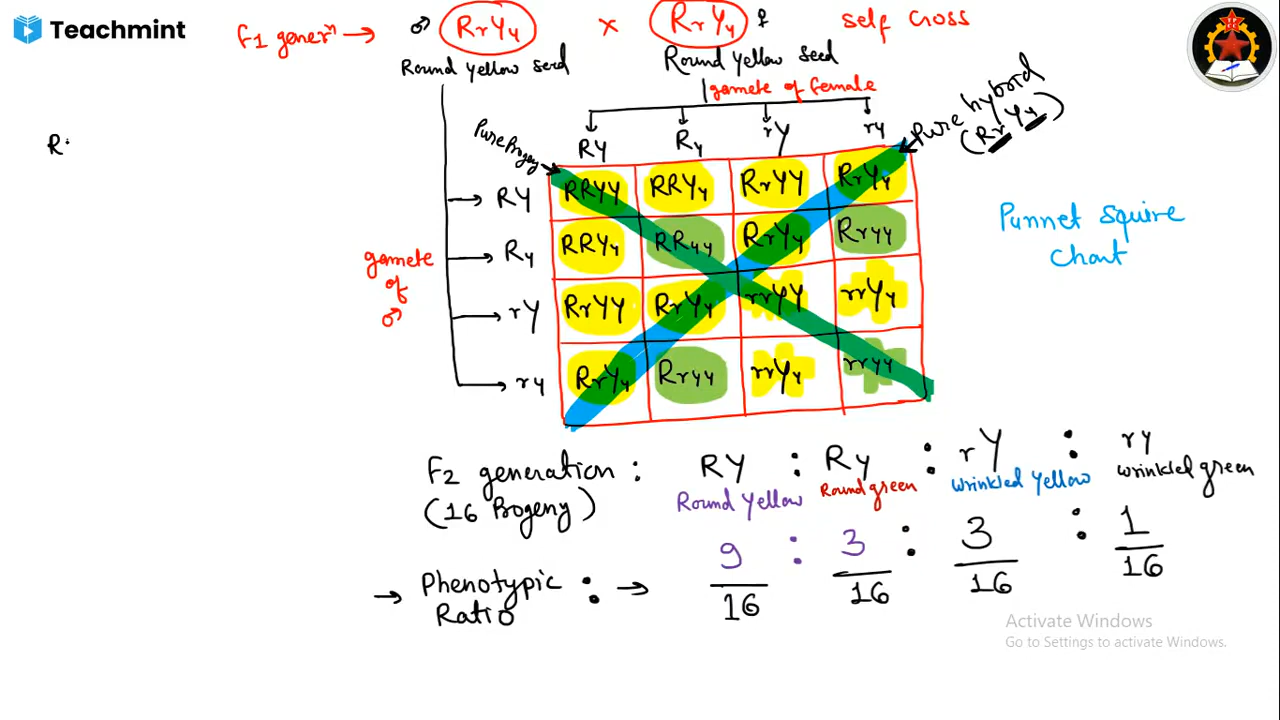 Teachmint
F1 generⁿ → ♂ RrYy × RrYy ♀ self cross
Round Yellow seed Round Yellow seed
gamete of female
Pure Progeny
Pure hybrid
(RrYy)
R:
RY Ry rY ry
RY RRYY RRYy RrYY RrYy
Ry RRYy RRyy RrYy Rryy
rY RrYY RrYy rrYY rrYy
ry RrYy Rryy rrYy rryy
gamete
of
♂
Punnet Squire
Chart
F2 generation : RY : Ry : rY : ry
(16 Progeny) Round Yellow Round green Wrinkled Yellow Wrinkled green
→ Phenotypic : → 9/16 : 3/16 : 3/16 : 1/16
Ratio
Activate Windows
Go to Settings to activate Windows.